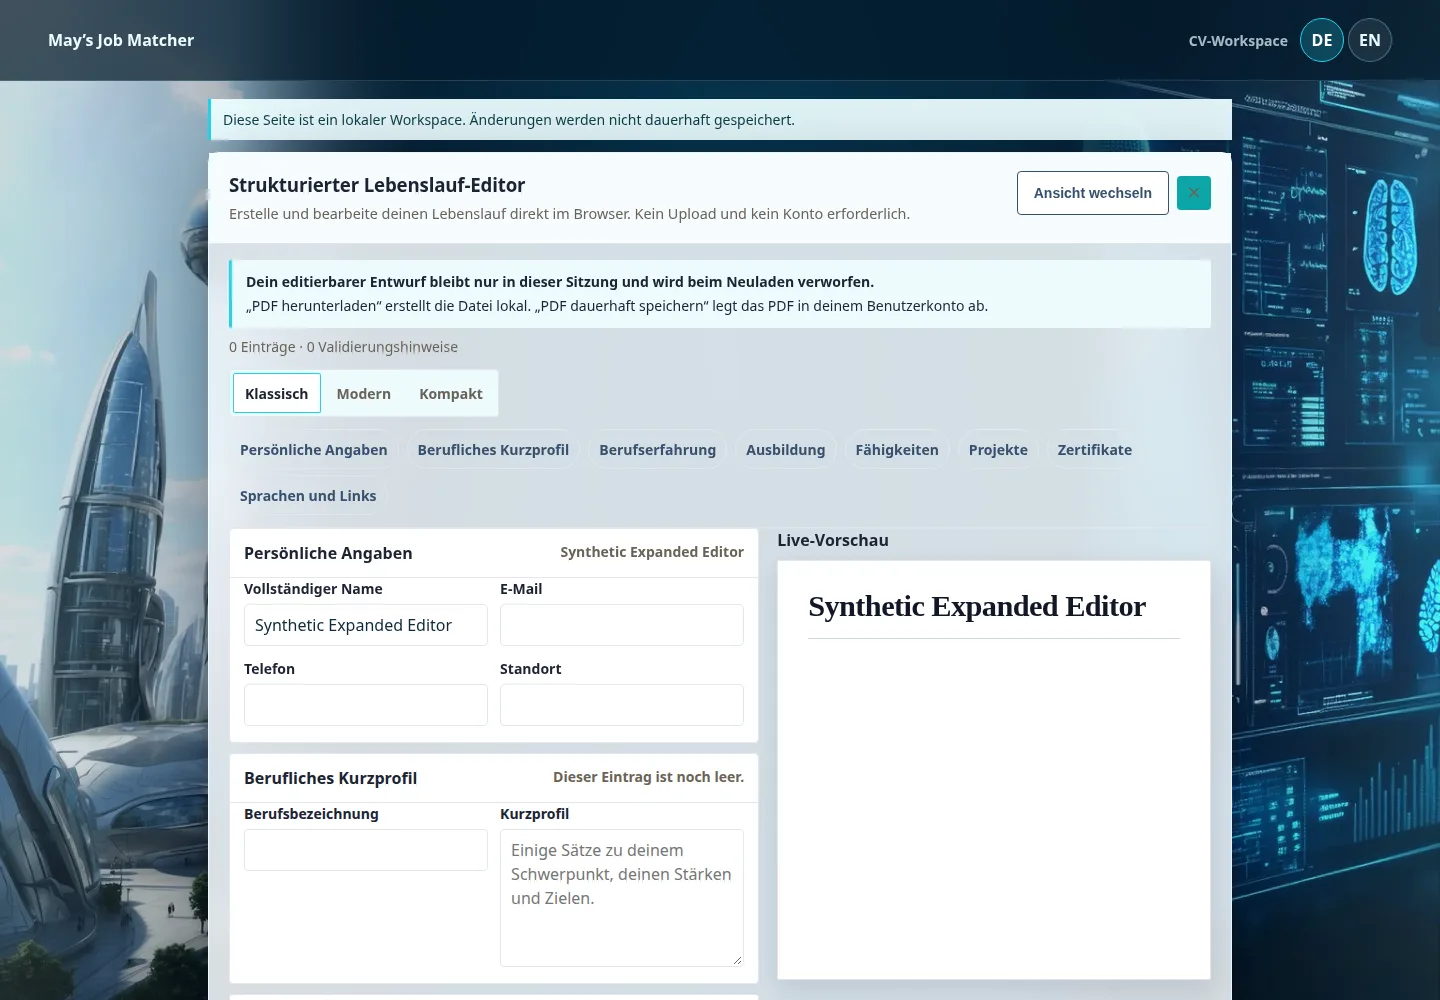 May’s Job Matcher
CV-Workspace DE EN
Diese Seite ist ein lokaler Workspace. Änderungen werden nicht dauerhaft gespeichert.
Strukturierter Lebenslauf-Editor
Erstelle und bearbeite deinen Lebenslauf direkt im Browser. Kein Upload und kein Konto erforderlich.
Ansicht wechseln ×
Dein editierbarer Entwurf bleibt nur in dieser Sitzung und wird beim Neuladen verworfen.
„PDF herunterladen“ erstellt die Datei lokal. „PDF dauerhaft speichern“ legt das PDF in deinem Benutzerkonto ab.
0 Einträge · 0 Validierungshinweise
Klassisch Modern Kompakt
Persönliche Angaben Berufliches Kurzprofil Berufserfahrung Ausbildung Fähigkeiten Projekte Zertifikate
Sprachen und Links
Persönliche Angaben Synthetic Expanded Editor
Vollständiger Name E-Mail
Synthetic Expanded Editor
Telefon Standort
Berufliches Kurzprofil Dieser Eintrag ist noch leer.
Berufsbezeichnung Kurzprofil
Einige Sätze zu deinem
Schwerpunkt, deinen Stärken
und Zielen.
Live-Vorschau
Synthetic Expanded Editor